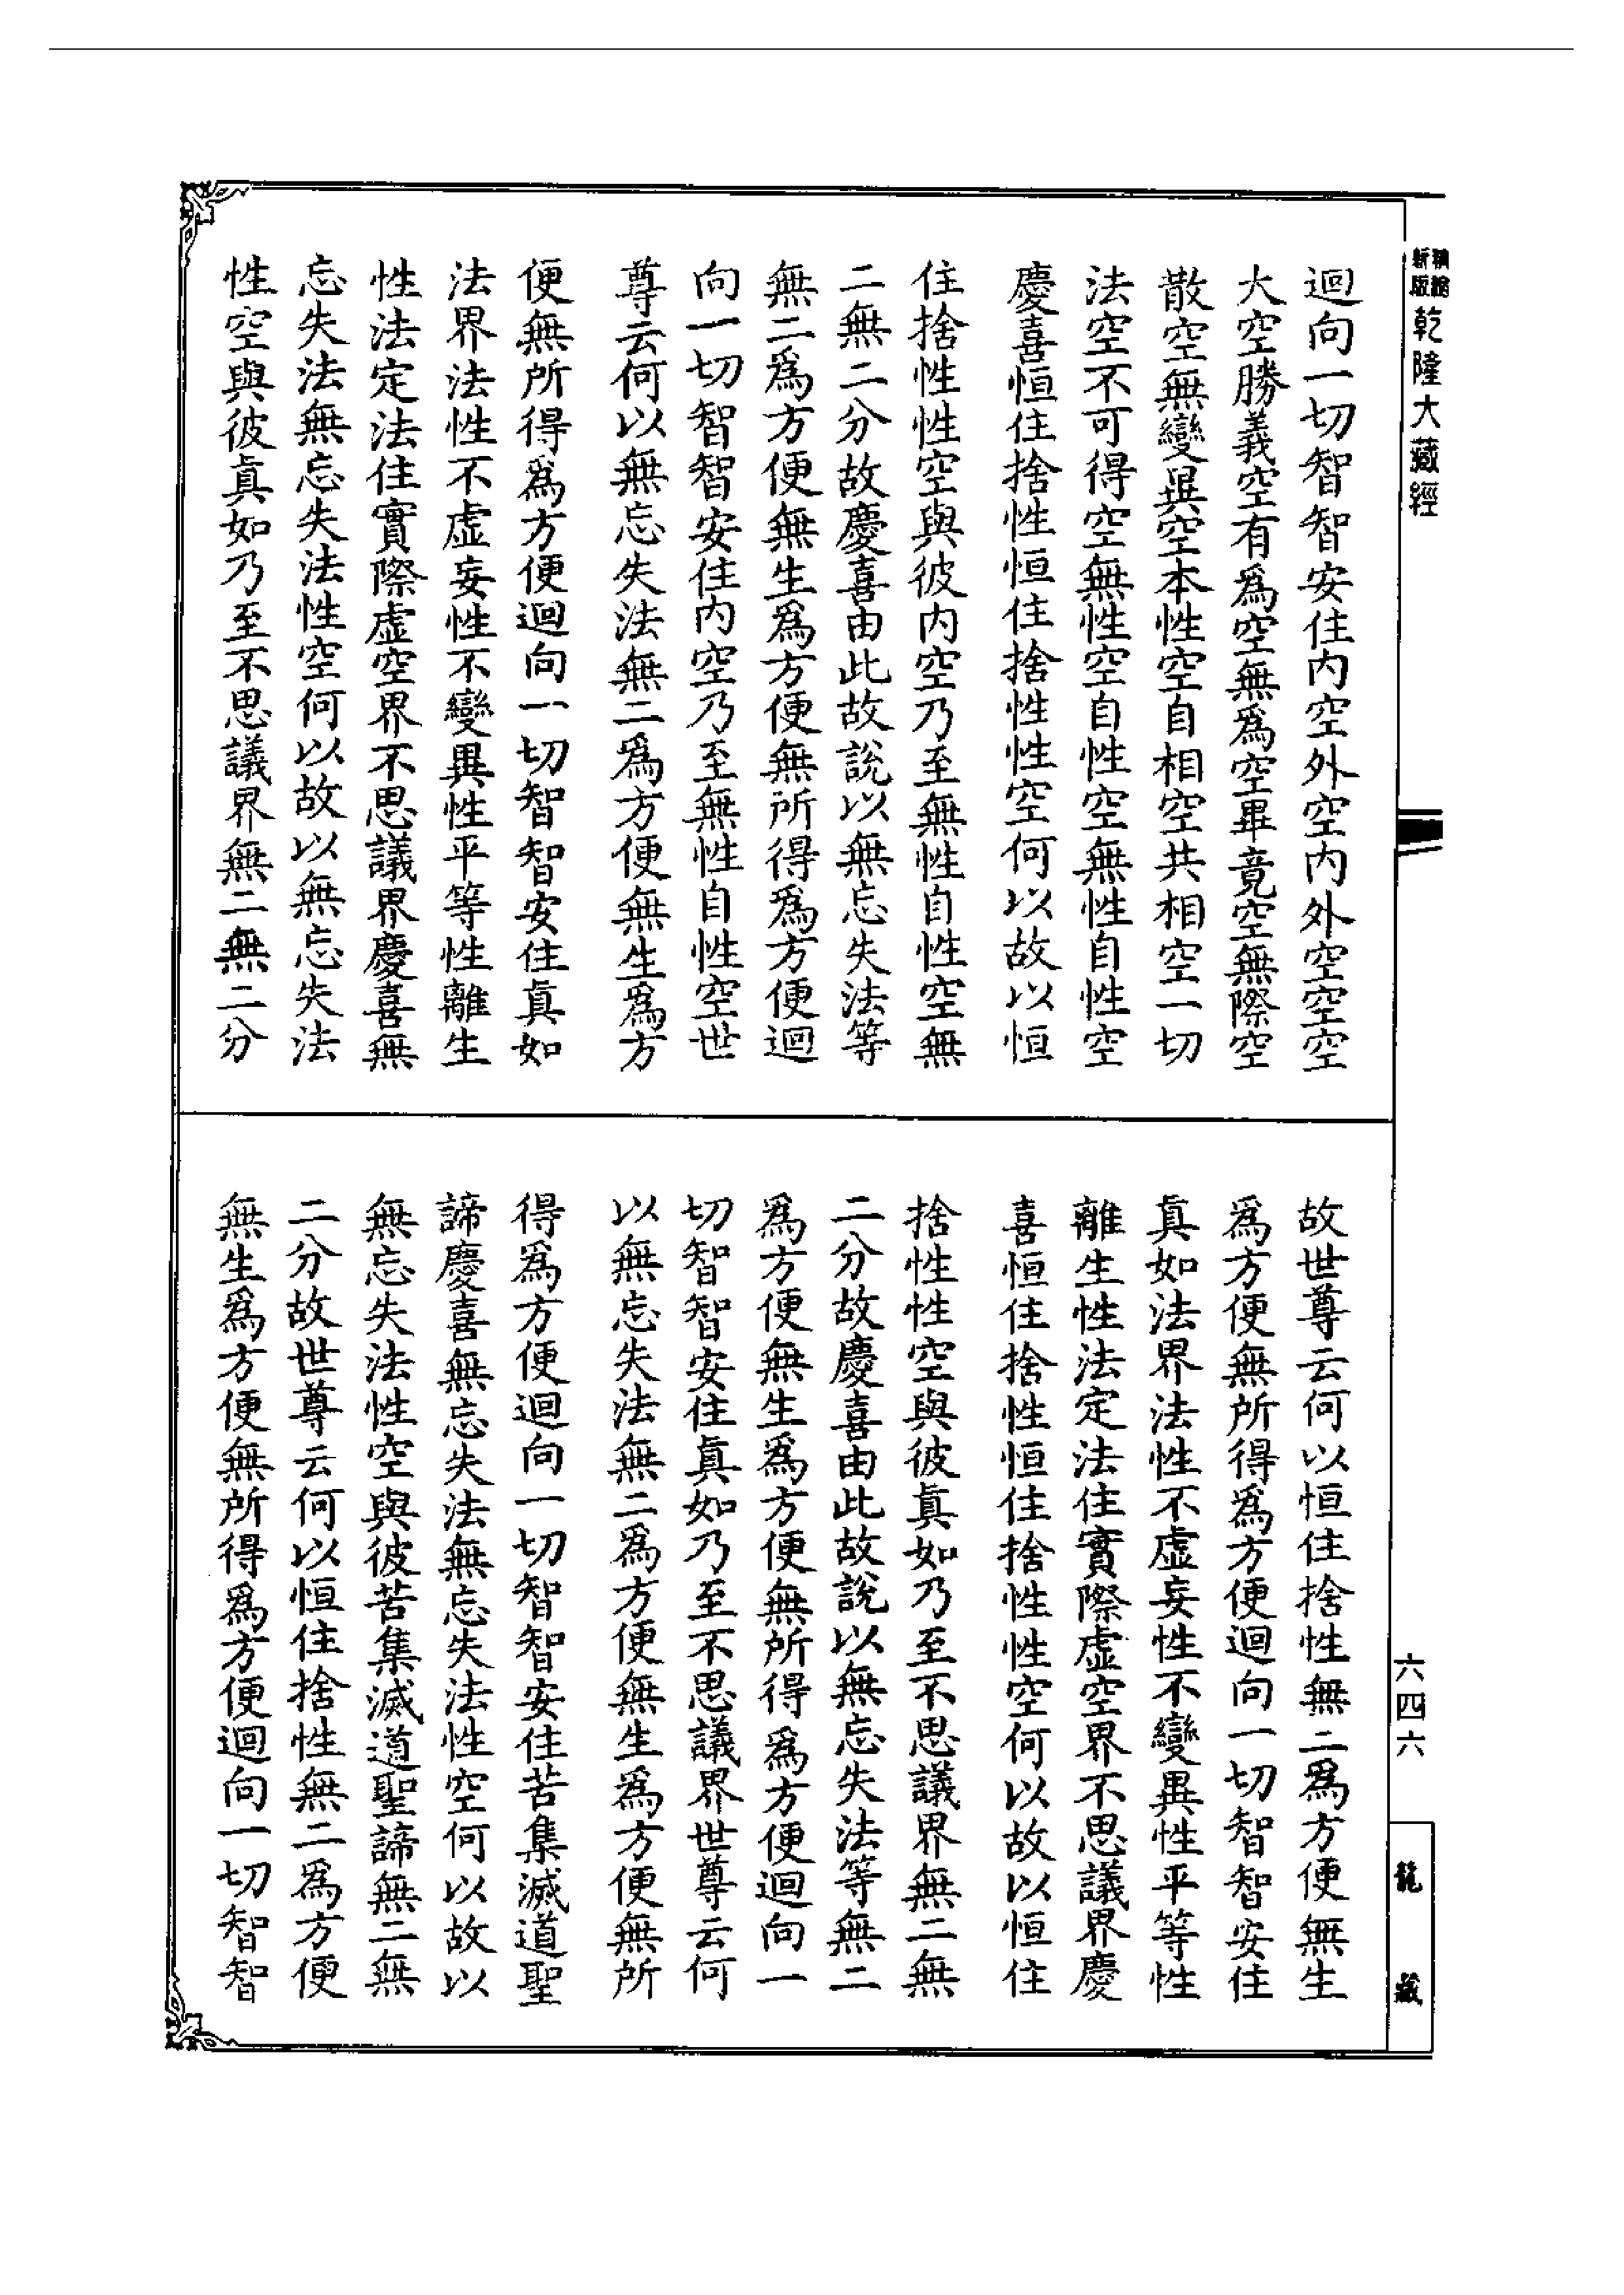 迴向一切智智安住内空外空内外空空空
大空勝義空有爲空無爲空畢竟空無際空
散空無變異空本性空自相空共相空一切
法空不可得空無性空自性空無性自性空
慶喜恒住捨性恒住捨性性空何以故以恒
住捨性性空與彼内空乃至無性自性空無
二無二分故慶喜由此故說以無忘失法等
無二爲方便無生爲方便無所得爲方便迴
向一切智智安住内空乃至無性自性空世
尊云何以無忘失法無二爲方便無生爲方
便無所得爲方便迴向一切智智安住真如
法界法性不虛妄性不變異性平等性離生
性法定法住實際虛空界不思議界慶喜無
忘失法無忘失法性空何以故以無忘失法
性空與彼真如乃至不思議界無二無二分
故世尊云何以恒住捨性無二爲方便無生
爲方便無所得爲方便迴向一切智智安住
真如法界法性不虛妄性不變異性平等性
離生性法定法住實際虛空界不思議界慶
喜恒住捨性恒住捨性性空何以故以恒住
捨性性空與彼真如乃至不思議界無二無
二分故慶喜由此故說以無忘失法等無二
爲方便無生爲方便無所得爲方便迴向一
切智智安住真如乃至不思議界世尊云何
以無忘失法無二爲方便無生爲方便無所
得爲方便迴向一切智智安住苦集滅道聖
諦慶喜無忘失法無忘失法性空何以故以
無忘失法性空與彼苦集滅道聖諦無二無
二分故世尊云何以恒住捨性無二爲方便
無生爲方便無所得爲方便迴向一切智智
精縮
新版
乾隆大藏經
六四六
龍藏